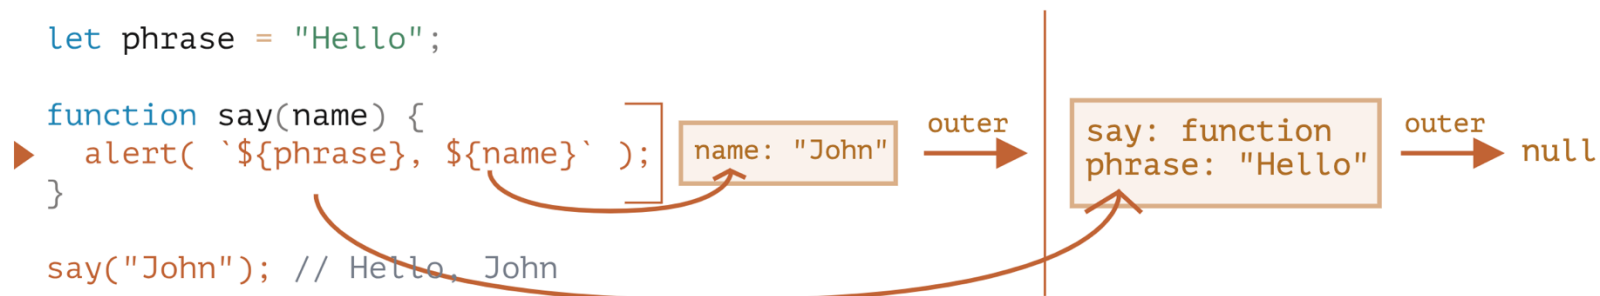 let phrase = "Hello";
function say(name) {
alert( `${phrase}, ${name}` );
}
say("John"); // Hello, John
name: "John"
outer
say: function
phrase: "Hello"
outer
null